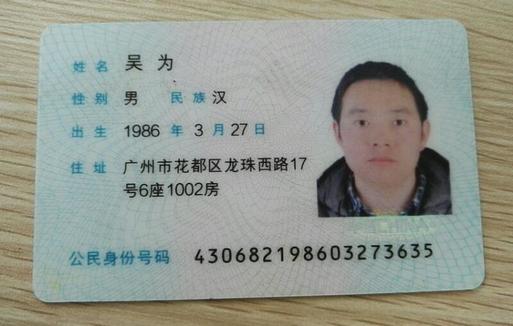 姓名 吴为
性别 男 民族 汉
出生 1986 年 3 月 27 日
住址 广州市花都区龙珠西路17
号6座1002房
公民身份号码 430682198603273635